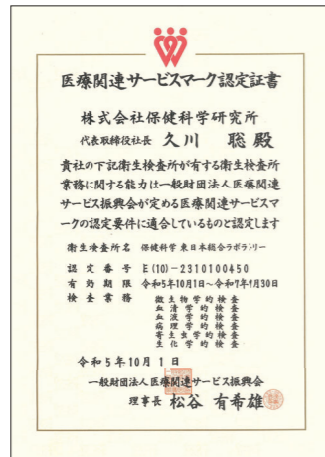 医療関連サービスマーク認定証書
株式会社保健科学研究所
代表取締役社長 久川 聡 殿
貴社の下記衛生検査所が有する衛生検査所
業務に関する能力は一般財団法人医療関連
サービス振興会が定める医療関連サービスマ
ークの認定要件に適合しているものと認定します
衛生検査所名 保健科学東日本総合ラボラトリー
認定番号 E(10)-2310100450
有効期限 令和5年10月1日~令和7年9月30日
検査業務 微生物学的検査
血清学的検査
血液学的検査
病理学的検査
寄生虫学的検査
生化学的検査
令和5年10月1日
一般財団法人医療関連サービス振興会
理事長 松谷 有希雄